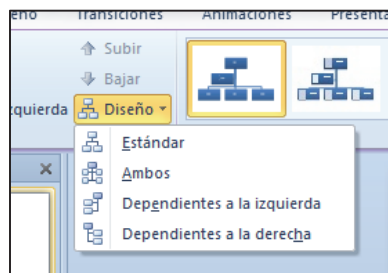 eño Transiciones Animaciones Presenta
Subir
Bajar
zquierda Diseño
Estándar
Ambos
Dependientes a la izquierda
Dependientes a la derecha